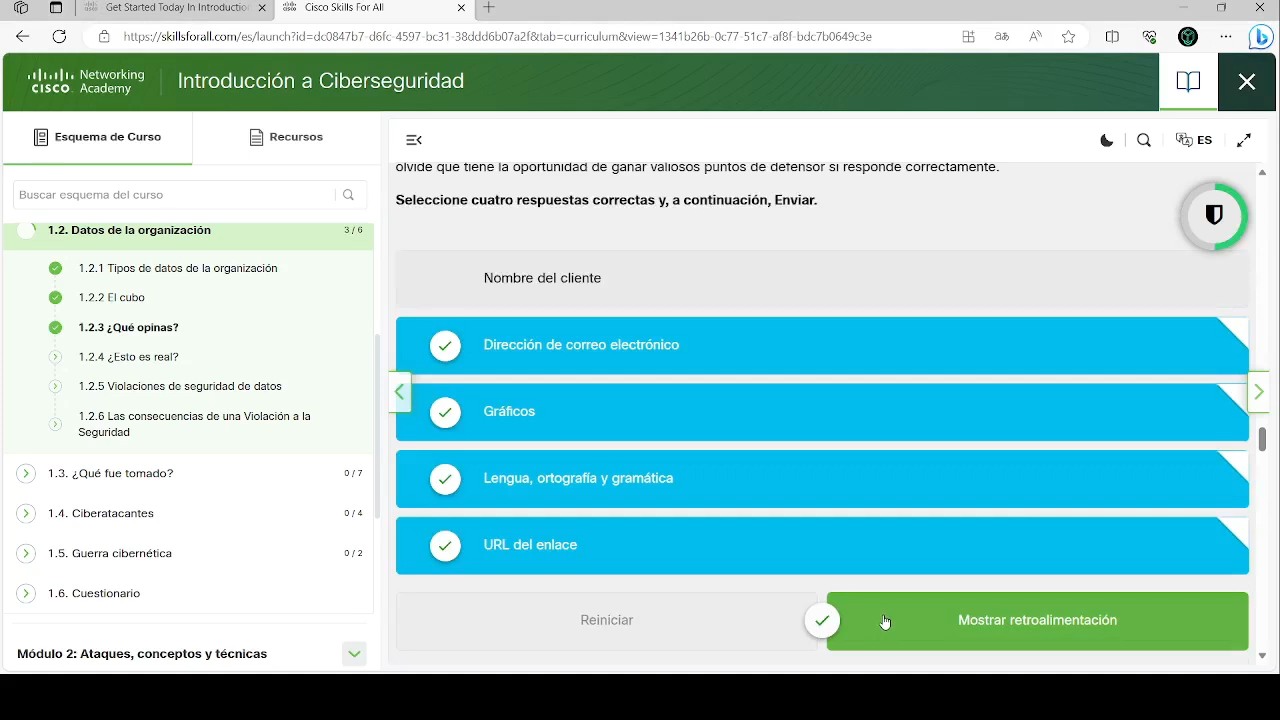 Get Started Today In Introduction
Cisco Skills For All
https://skillsforall.com/es/launch?id=dc0847b7-d6fc-4597-bc31-38ddd6b07a2f&tab=curriculum&view=1341b26b-0c77-51c7-af8f-bdc7b0649c3e
Networking
CISCO Academy
Introducción a Ciberseguridad
Esquema de Curso
Recursos
ES
Buscar esquema del curso
1.2. Datos de la organización 3 / 6
1.2.1 Tipos de datos de la organización
1.2.2 El cubo
1.2.3 ¿Qué opinas?
1.2.4 ¿Esto es real?
1.2.5 Violaciones de seguridad de datos
1.2.6 Las consecuencias de una Violación a la
Seguridad
1.3. ¿Qué fue tomado? 0 / 7
1.4. Ciberatacantes 0 / 4
1.5. Guerra cibernética 0 / 2
1.6. Cuestionario
Módulo 2: Ataques, conceptos y técnicas
olvide que tiene la oportunidad de ganar valiosos puntos de defensor si responde correctamente.
Seleccione cuatro respuestas correctas y, a continuación, Enviar.
Nombre del cliente
Dirección de correo electrónico
Gráficos
Lengua, ortografía y gramática
URL del enlace
Reiniciar
Mostrar retroalimentación